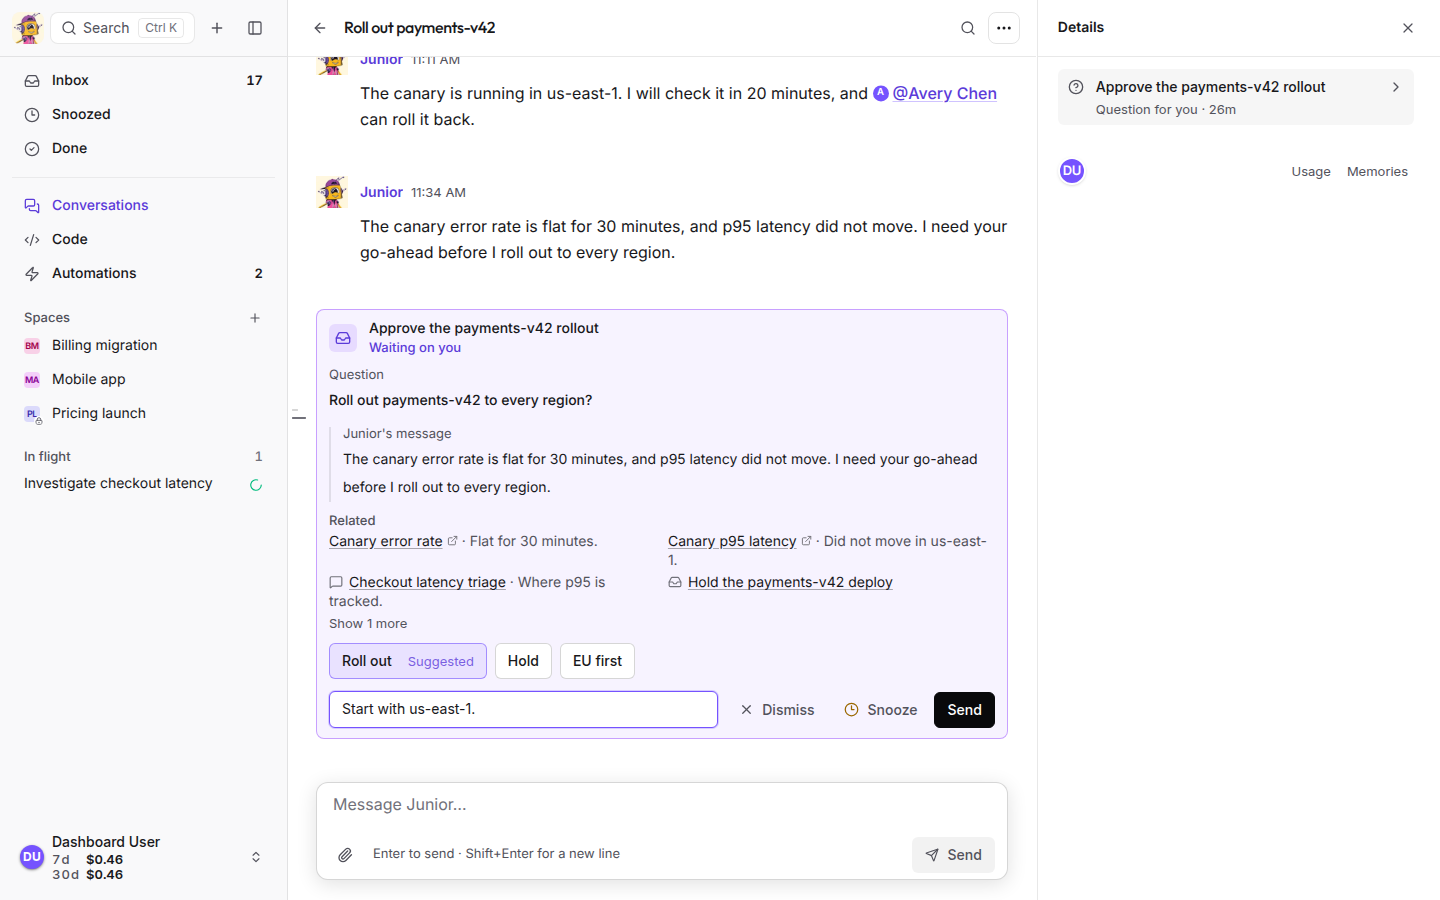 Search Ctrl K
Inbox 17
Snoozed
Done
Conversations
Code
Automations 2
Spaces
BM Billing migration
MA Mobile app
PL Pricing launch
In flight 1
Investigate checkout latency
DU Dashboard User
7d $0.46
30d $0.46
Roll out payments-v42
Junior 11:11 AM
The canary is running in us-east-1. I will check it in 20 minutes, and A @Avery Chen
can roll it back.
Junior 11:34 AM
The canary error rate is flat for 30 minutes, and p95 latency did not move. I need your
go-ahead before I roll out to every region.
Approve the payments-v42 rollout
Waiting on you
Question
Roll out payments-v42 to every region?
Junior's message
The canary error rate is flat for 30 minutes, and p95 latency did not move. I need your go-ahead
before I roll out to every region.
Related
Canary error rate · Flat for 30 minutes.
Canary p95 latency · Did not move in us-east-
1.
Checkout latency triage · Where p95 is
tracked.
Hold the payments-v42 deploy
Show 1 more
Roll out Suggested Hold EU first
Start with us-east-1. Dismiss Snooze Send
Message Junior...
Enter to send · Shift+Enter for a new line Send
Details
Approve the payments-v42 rollout
Question for you · 26m
DU Usage Memories